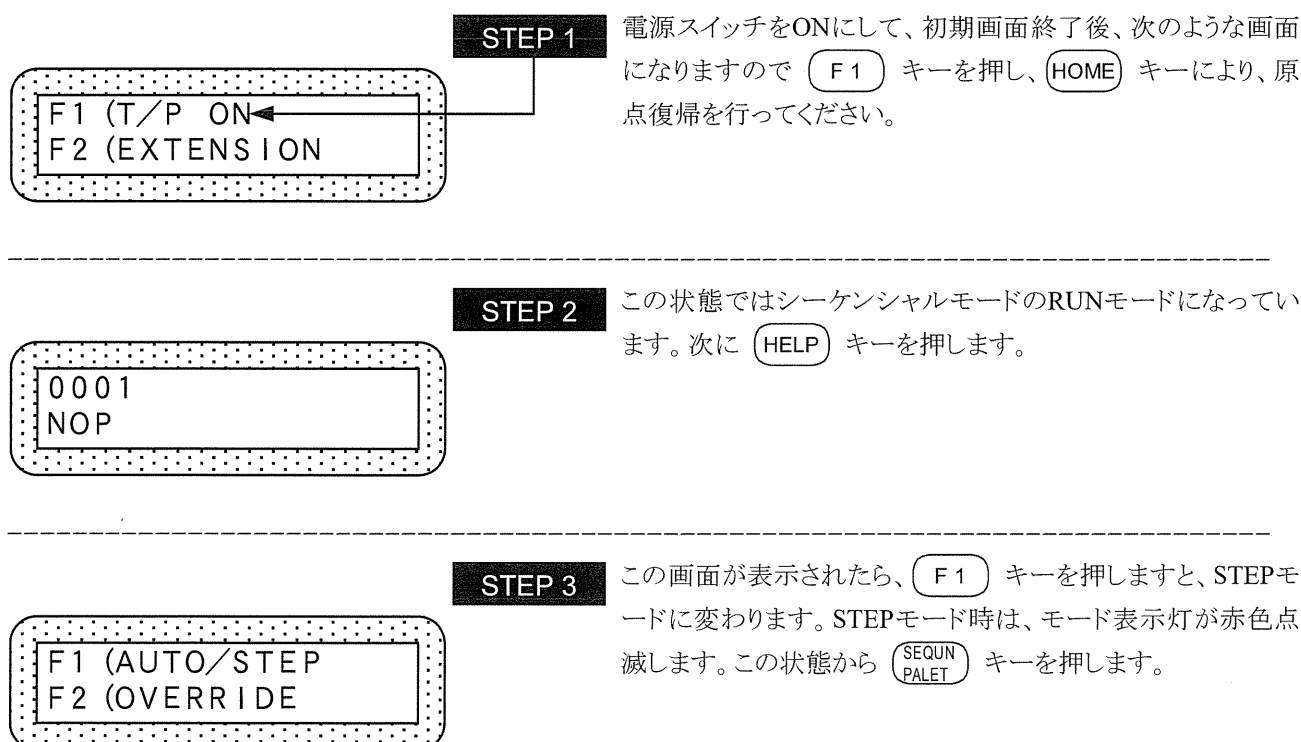 STEP 1
電源スイッチをONにして、初期画面終了後、次のような画面
になりますので F1 キーを押し、HOME キーにより、原
点復帰を行ってください。
F1 (T/P ON
F2 (EXTENSION
STEP 2
この状態ではシーケンシャルモードのRUNモードになってい
ます。次に HELP キーを押します。
0001
NOP
STEP 3
この画面が表示されたら、 F1 キーを押しますと、STEPモ
ードに変わります。STEPモード時は、モード表示灯が赤色点
滅します。この状態から SEQUN PALET キーを押します。
F1 (AUTO/STEP
F2 (OVERRIDE